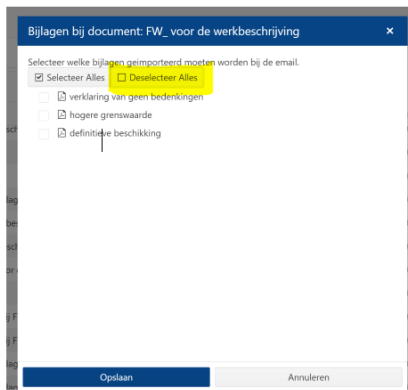 Bijlagen bij document: FW_ voor de werkbeschrijving ×
Selecteer welke bijlagen geimporteerd moeten worden bij de email.
Selecteer Alles Deselecteer Alles
verklaring van geen bedenkingen
hogere grenswaarde
definitieve beschikking
Opslaan Annuleren